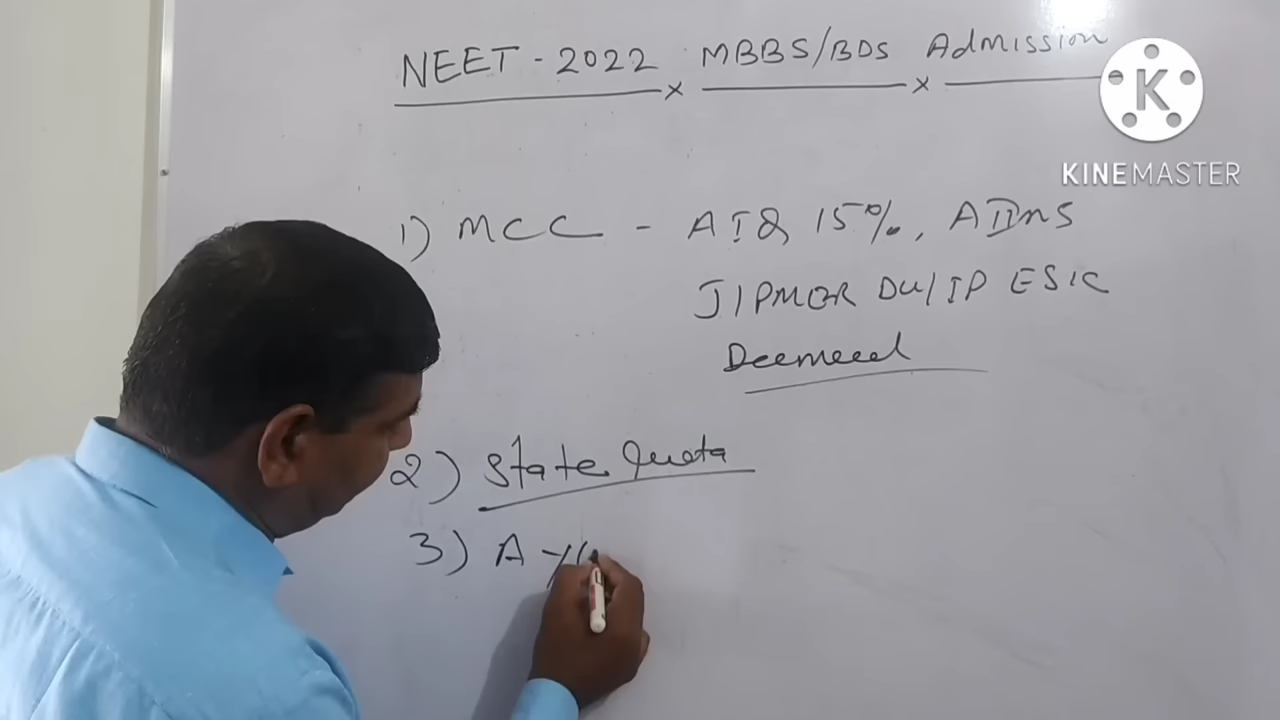 NEET - 2022 MBBS/BDS Admission
K
KINEMASTER
1) MCC - AIQ 15%, AIIMS
JIPMER DU/IP ESIC
Deemeed
2) State Quota
3) Ayu